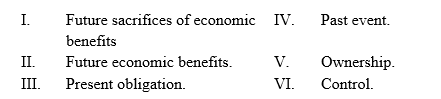 I. Future sacrifices of economic benefits IV. Past event.
II. Future economic benefits. V. Ownership.
III. Present obligation. VI. Control.